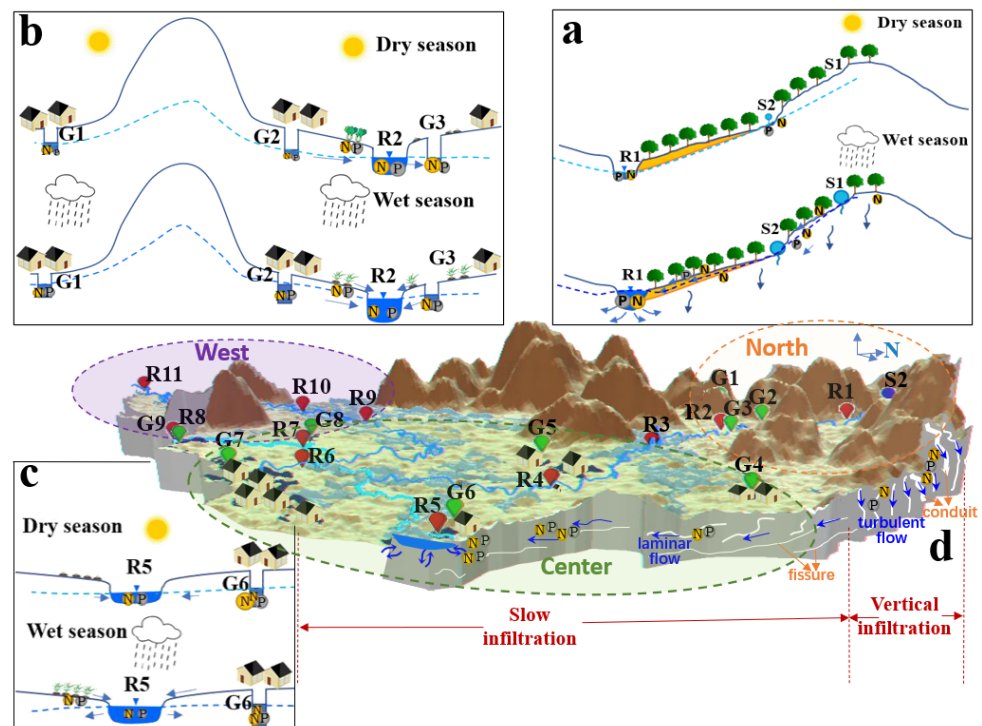 b
Dry season
G1
G2
R2
G3
N
P
N
P
N
P
N
P
Wet season
G1
G2
R2
G3
N
P
N
P
N
P
N
P
N
P
a
Dry season
S1
S2
P
N
R1
P
N
Wet season
S1
S2
N
N
P
N
R1
P
N
N
P
N
West
North
N
R11
R10
R9
G9
R8
G8
R7
G7
R6
G5
R3
R4
R5
G6
G1
R2
G3
G2
R1
S2
G4
N
P
N
P
N
P
N
P
N
P
N
P
N
P
N
N
P
conduit
turbulent
flow
laminar
flow
fissure
Center
d
Slow
infiltration
Vertical
infiltration
c
Dry season
R5
G6
N
P
N
N
P
Wet season
R5
G6
N
P
N
P
N
P